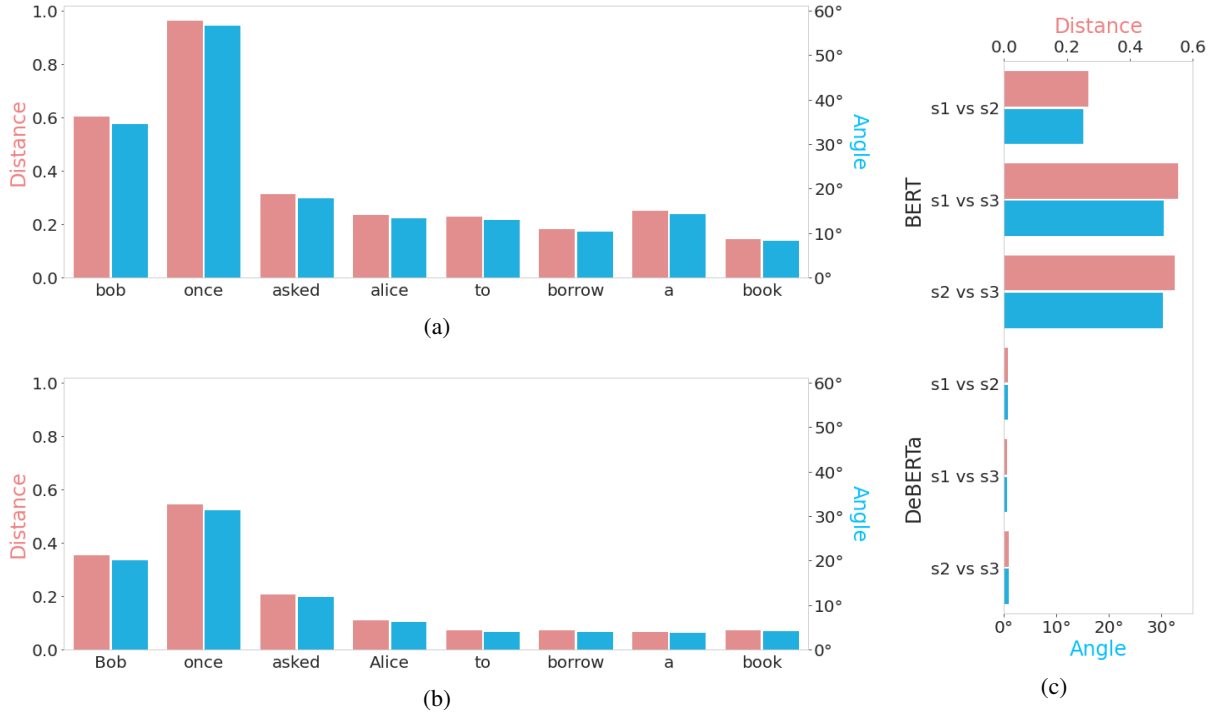 1.0
0.8
0.6
0.4
0.2
0.0
Distance
60°
50°
40°
30°
20°
10°
0°
Angle
bob once asked alice to borrow a book
(a)
1.0
0.8
0.6
0.4
0.2
0.0
Distance
60°
50°
40°
30°
20°
10°
0°
Angle
Bob once asked Alice to borrow a book
(b)
Distance
0.0 0.2 0.4 0.6
BERT
s1 vs s2
s1 vs s3
s2 vs s3
DeBERTa
s1 vs s2
s1 vs s3
s2 vs s3
0° 10° 20° 30°
Angle
(c)